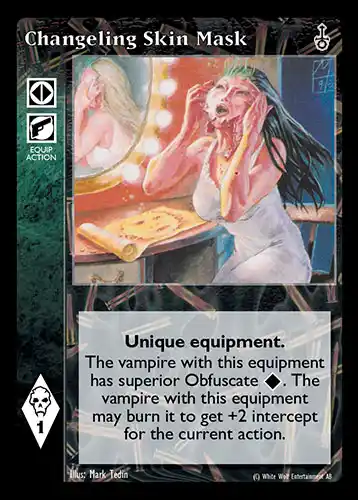 Changeling Skin Mask
EQUIP
ACTION
Unique equipment.
The vampire with this equipment
has superior Obfuscate ◆. The
vampire with this equipment
may burn it to get +2 intercept
for the current action.
1
Illus: Mark Tedin
(C) White Wolf Entertainment AB